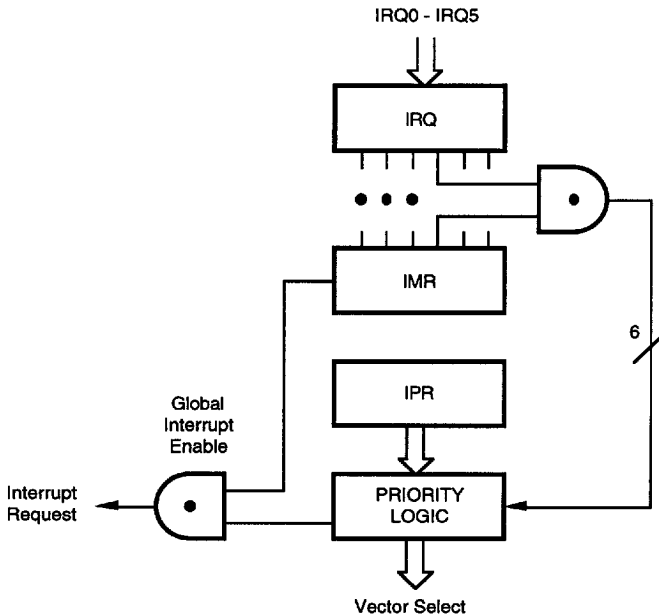 IRQ0 - IRQ5
IRQ
IMR
6
IPR
Global
Interrupt
Enable
Interrupt
Request
PRIORITY
LOGIC
Vector Select